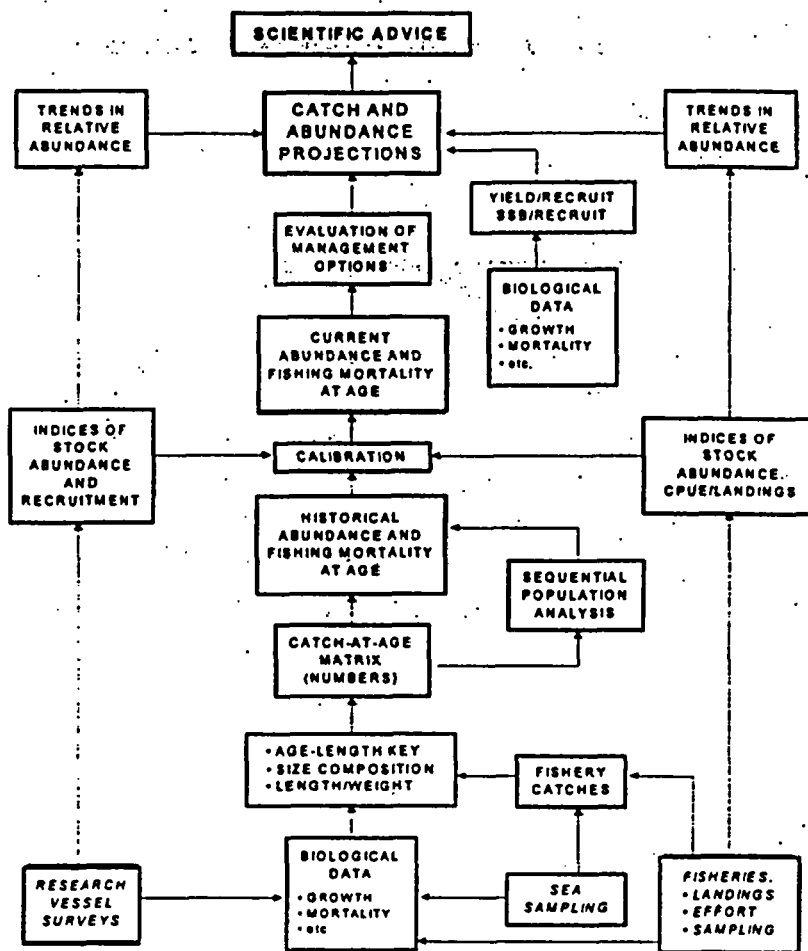 SCIENTIFIC ADVICE
TRENDS IN
RELATIVE
ABUNDANCE
CATCH AND
ABUNDANCE
PROJECTIONS
TRENDS IN
RELATIVE
ABUNDANCE
YIELD/RECRUIT
SSB/RECRUIT
EVALUATION OF
MANAGEMENT
OPTIONS
BIOLOGICAL
DATA
• GROWTH
• MORTALITY
• etc.
CURRENT
ABUNDANCE AND
FISHING MORTALITY
AT AGE
INDICES OF
STOCK
ABUNDANCE
AND
RECRUITMENT
CALIBRATION
INDICES OF
STOCK
ABUNDANCE.
CPUE/LANDINGS
HISTORICAL
ABUNDANCE AND
FISHING MORTALITY
AT AGE
SEQUENTIAL
POPULATION
ANALYSIS
CATCH-AT-AGE
MATRIX
(NUMBERS)
• AGE-LENGTH KEY
• SIZE COMPOSITION
• LENGTH/WEIGHT
FISHERY
CATCHES
RESEARCH
VESSEL
SURVEYS
BIOLOGICAL
DATA
• GROWTH
• MORTALITY
• etc
SEA
SAMPLING
FISHERIES.
• LANDINGS
• EFFORT
• SAMPLING